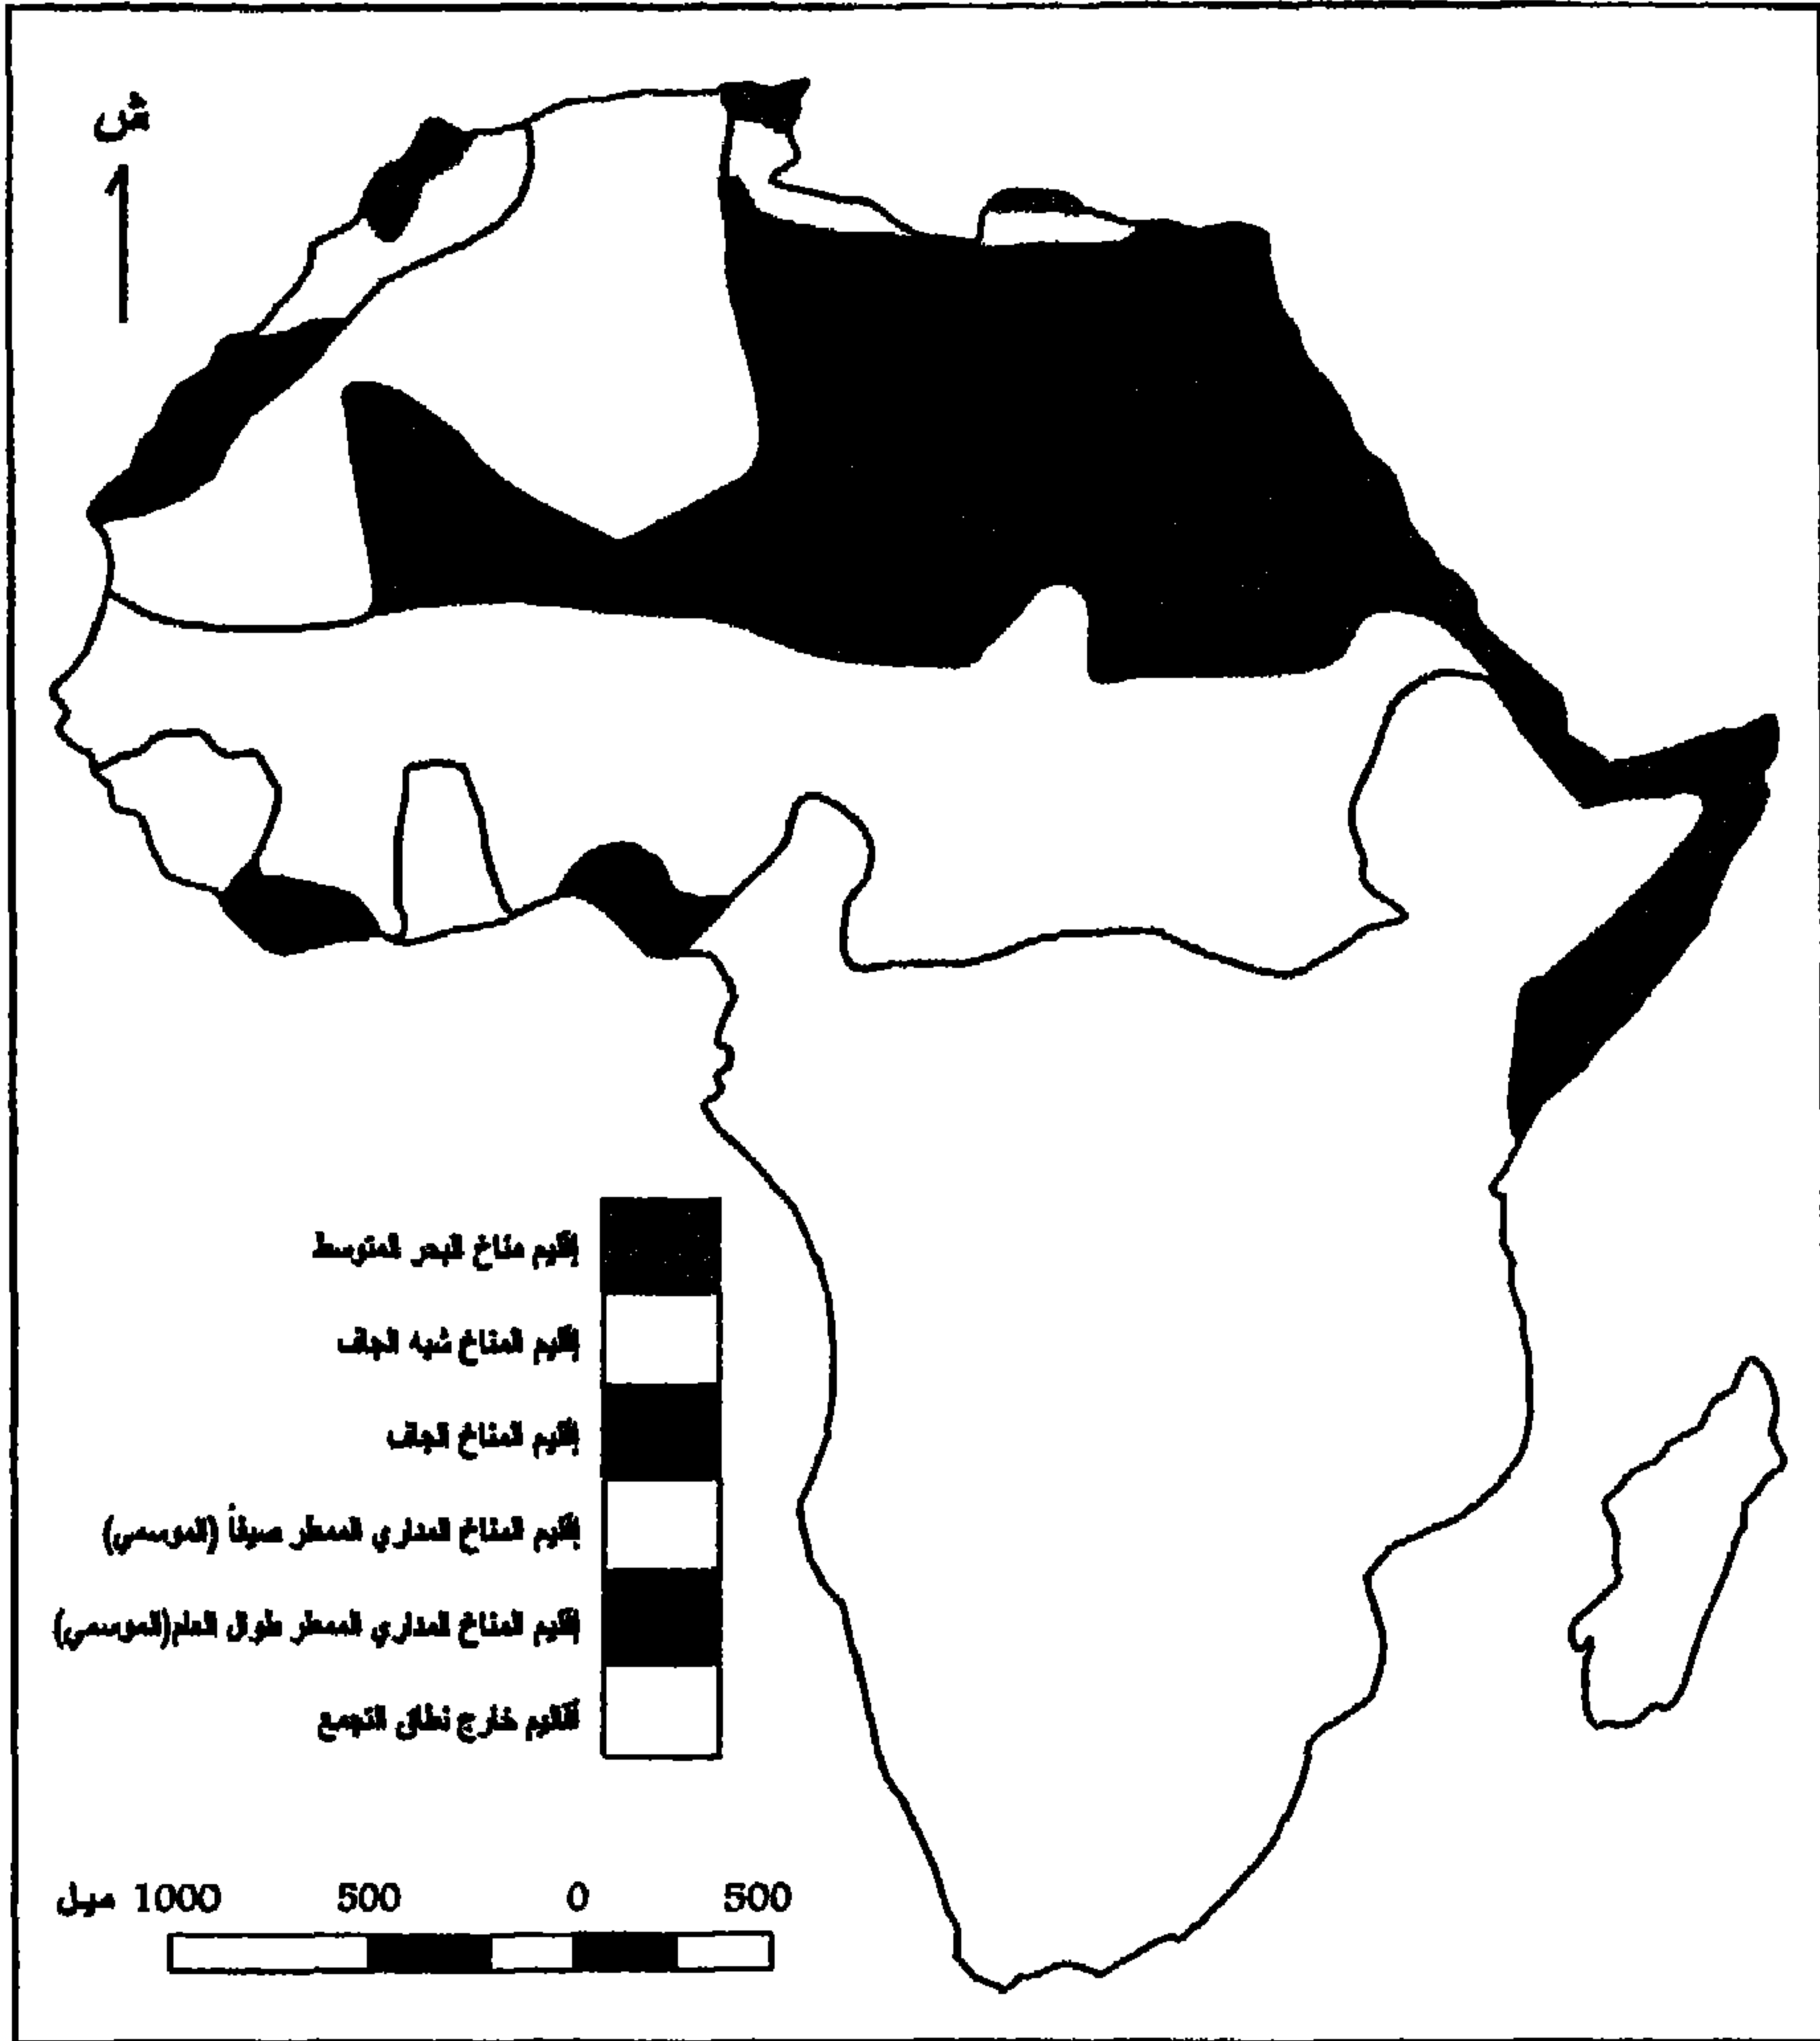 ش
إقليم مناخ البحر المتوسط
إقليم المناخ شبه الجاف
إقليم المناخ الجاف
إقليم المناخ المداري الممطر صيفاً (الموسمي)
إقليم المناخ المداري الممطر طوال العام(الموسمي)
أقاليم خارج نطاق التجمع
500 0 500 1000 ميل